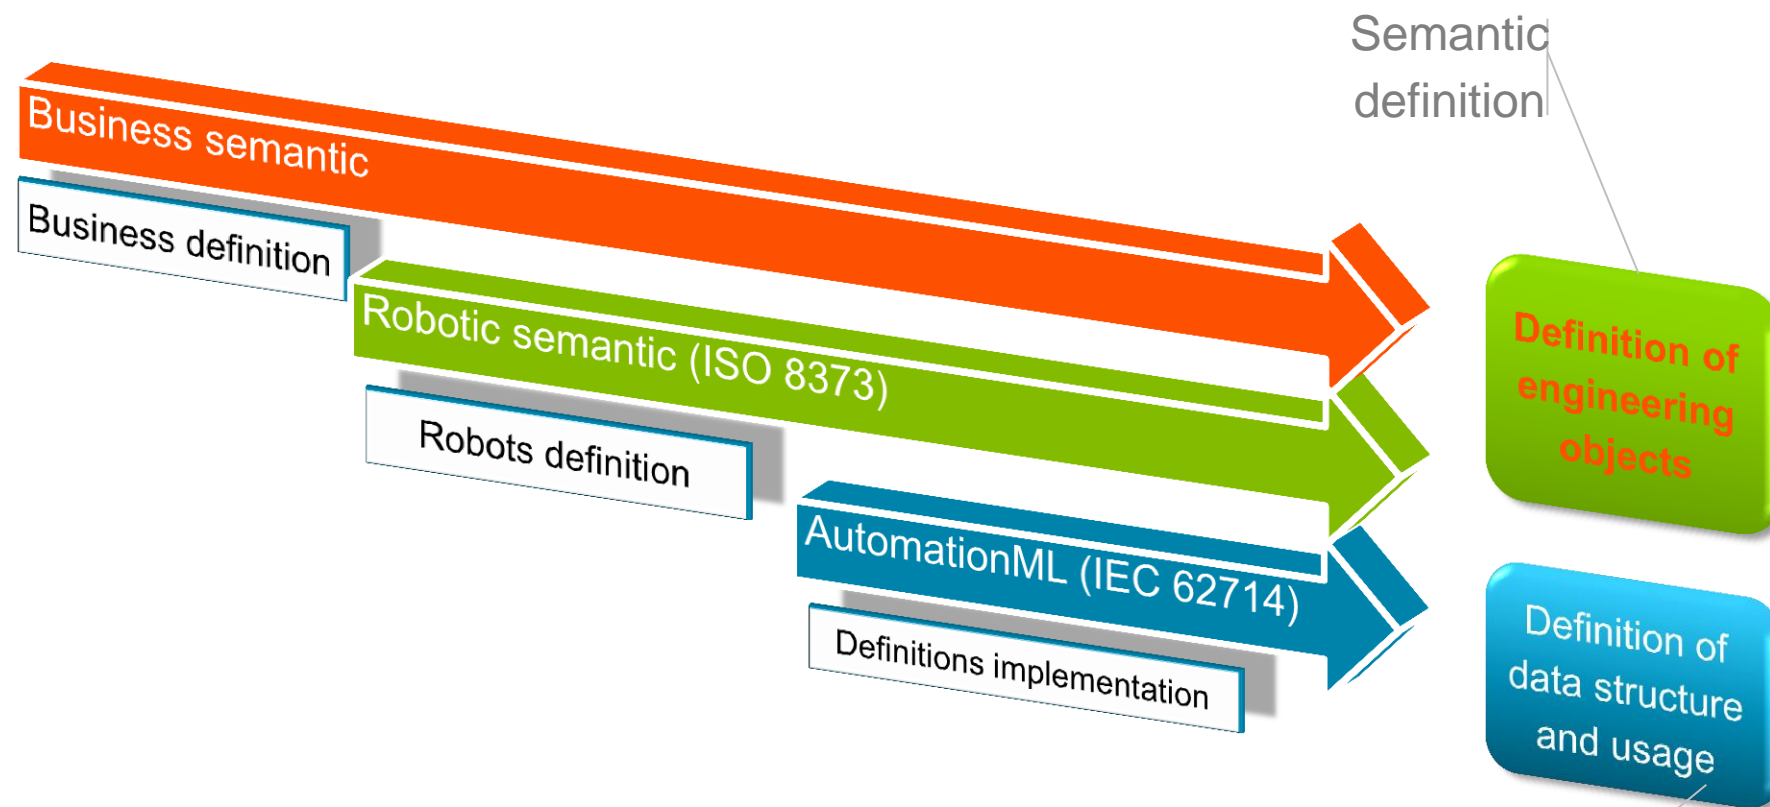 Semantic
definition
Business semantic
Business definition
Robotic semantic (ISO 8373)
Robots definition
AutomationML (IEC 62714)
Definitions implementation
Definition of
engineering
objects
Definition of
data structure
and usage